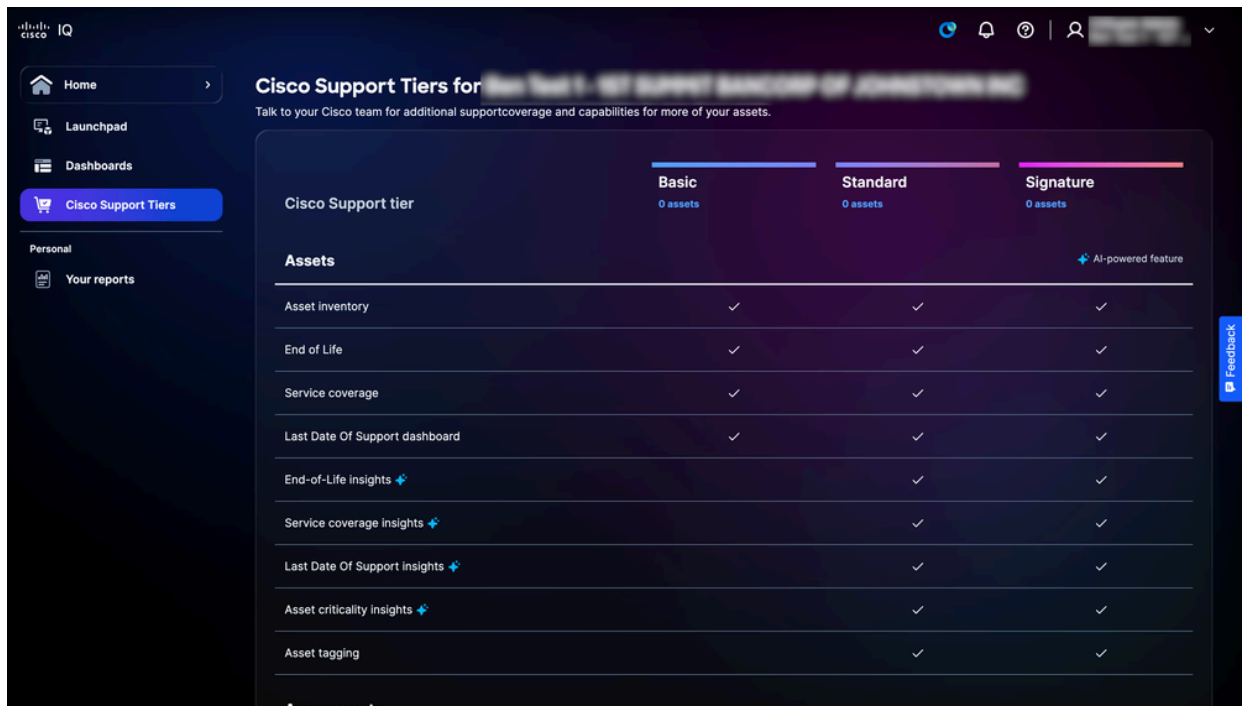 cisco IQ
Home
Launchpad
Dashboards
Cisco Support Tiers
Personal
Your reports
Cisco Support Tiers for
Talk to your Cisco team for additional supportcoverage and capabilities for more of your assets.
Cisco Support tier
Basic
0 assets
Standard
0 assets
Signature
0 assets
Assets
AI-powered feature
Asset inventory
End of Life
Service coverage
Last Date Of Support dashboard
End-of-Life insights
Service coverage insights
Last Date Of Support insights
Asset criticality insights
Asset tagging
Feedback